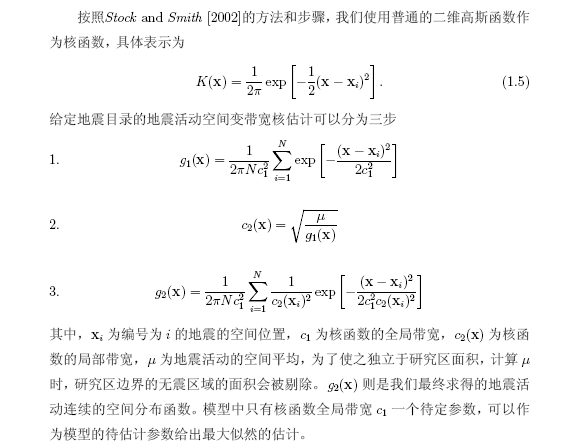 按照Stock and Smith [2002]的方法和步骤，我们使用普通的二维高斯函数作
为核函数，具体表示为
K(x) = \frac{1}{2π} exp [ -\frac{1}{2}(x − x_i)^2 ] . (1.5)
给定地震目录的地震活动空间变带宽核估计可以分为三步
1. g_1(x) = \frac{1}{2πNc_1^2} \sum_{i=1}^{N} exp [ -\frac{(x − x_i)^2}{2c_1^2} ]
2. c_2(x) = \sqrt{\frac{μ}{g_1(x)}}
3. g_2(x) = \frac{1}{2πNc_1^2} \sum_{i=1}^{N} \frac{1}{c_2(x_i)^2} exp [ -\frac{(x − x_i)^2}{2c_1^2c_2(x_i)^2} ]
其中，x_i 为编号为 i 的地震的空间位置，c_1 为核函数的全局带宽，c_2(x) 为核函
数的局部带宽，μ 为地震活动的空间平均，为了使之独立于研究区面积，计算 μ
时，研究区边界的无震区域的面积会被剔除。g_2(x) 则是我们最终求得的地震活
动连续的空间分布函数。模型中只有核函数全局带宽 c_1 一个待定参数，可以作
为模型的待估计参数给出最大似然的估计。